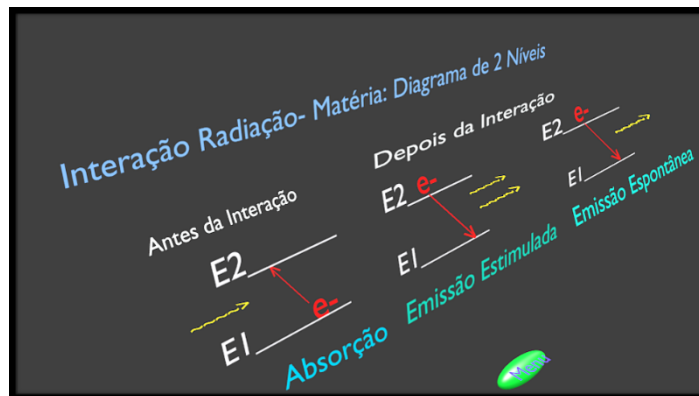 Interação Radiação- Matéria: Diagrama de 2 Níveis
Antes da Interação
E2
e-
E1
Absorção
Depois da Interação
E2 e-
E1
Emissão Estimulada
E2 e-
E1
Emissão Espontânea
Menu